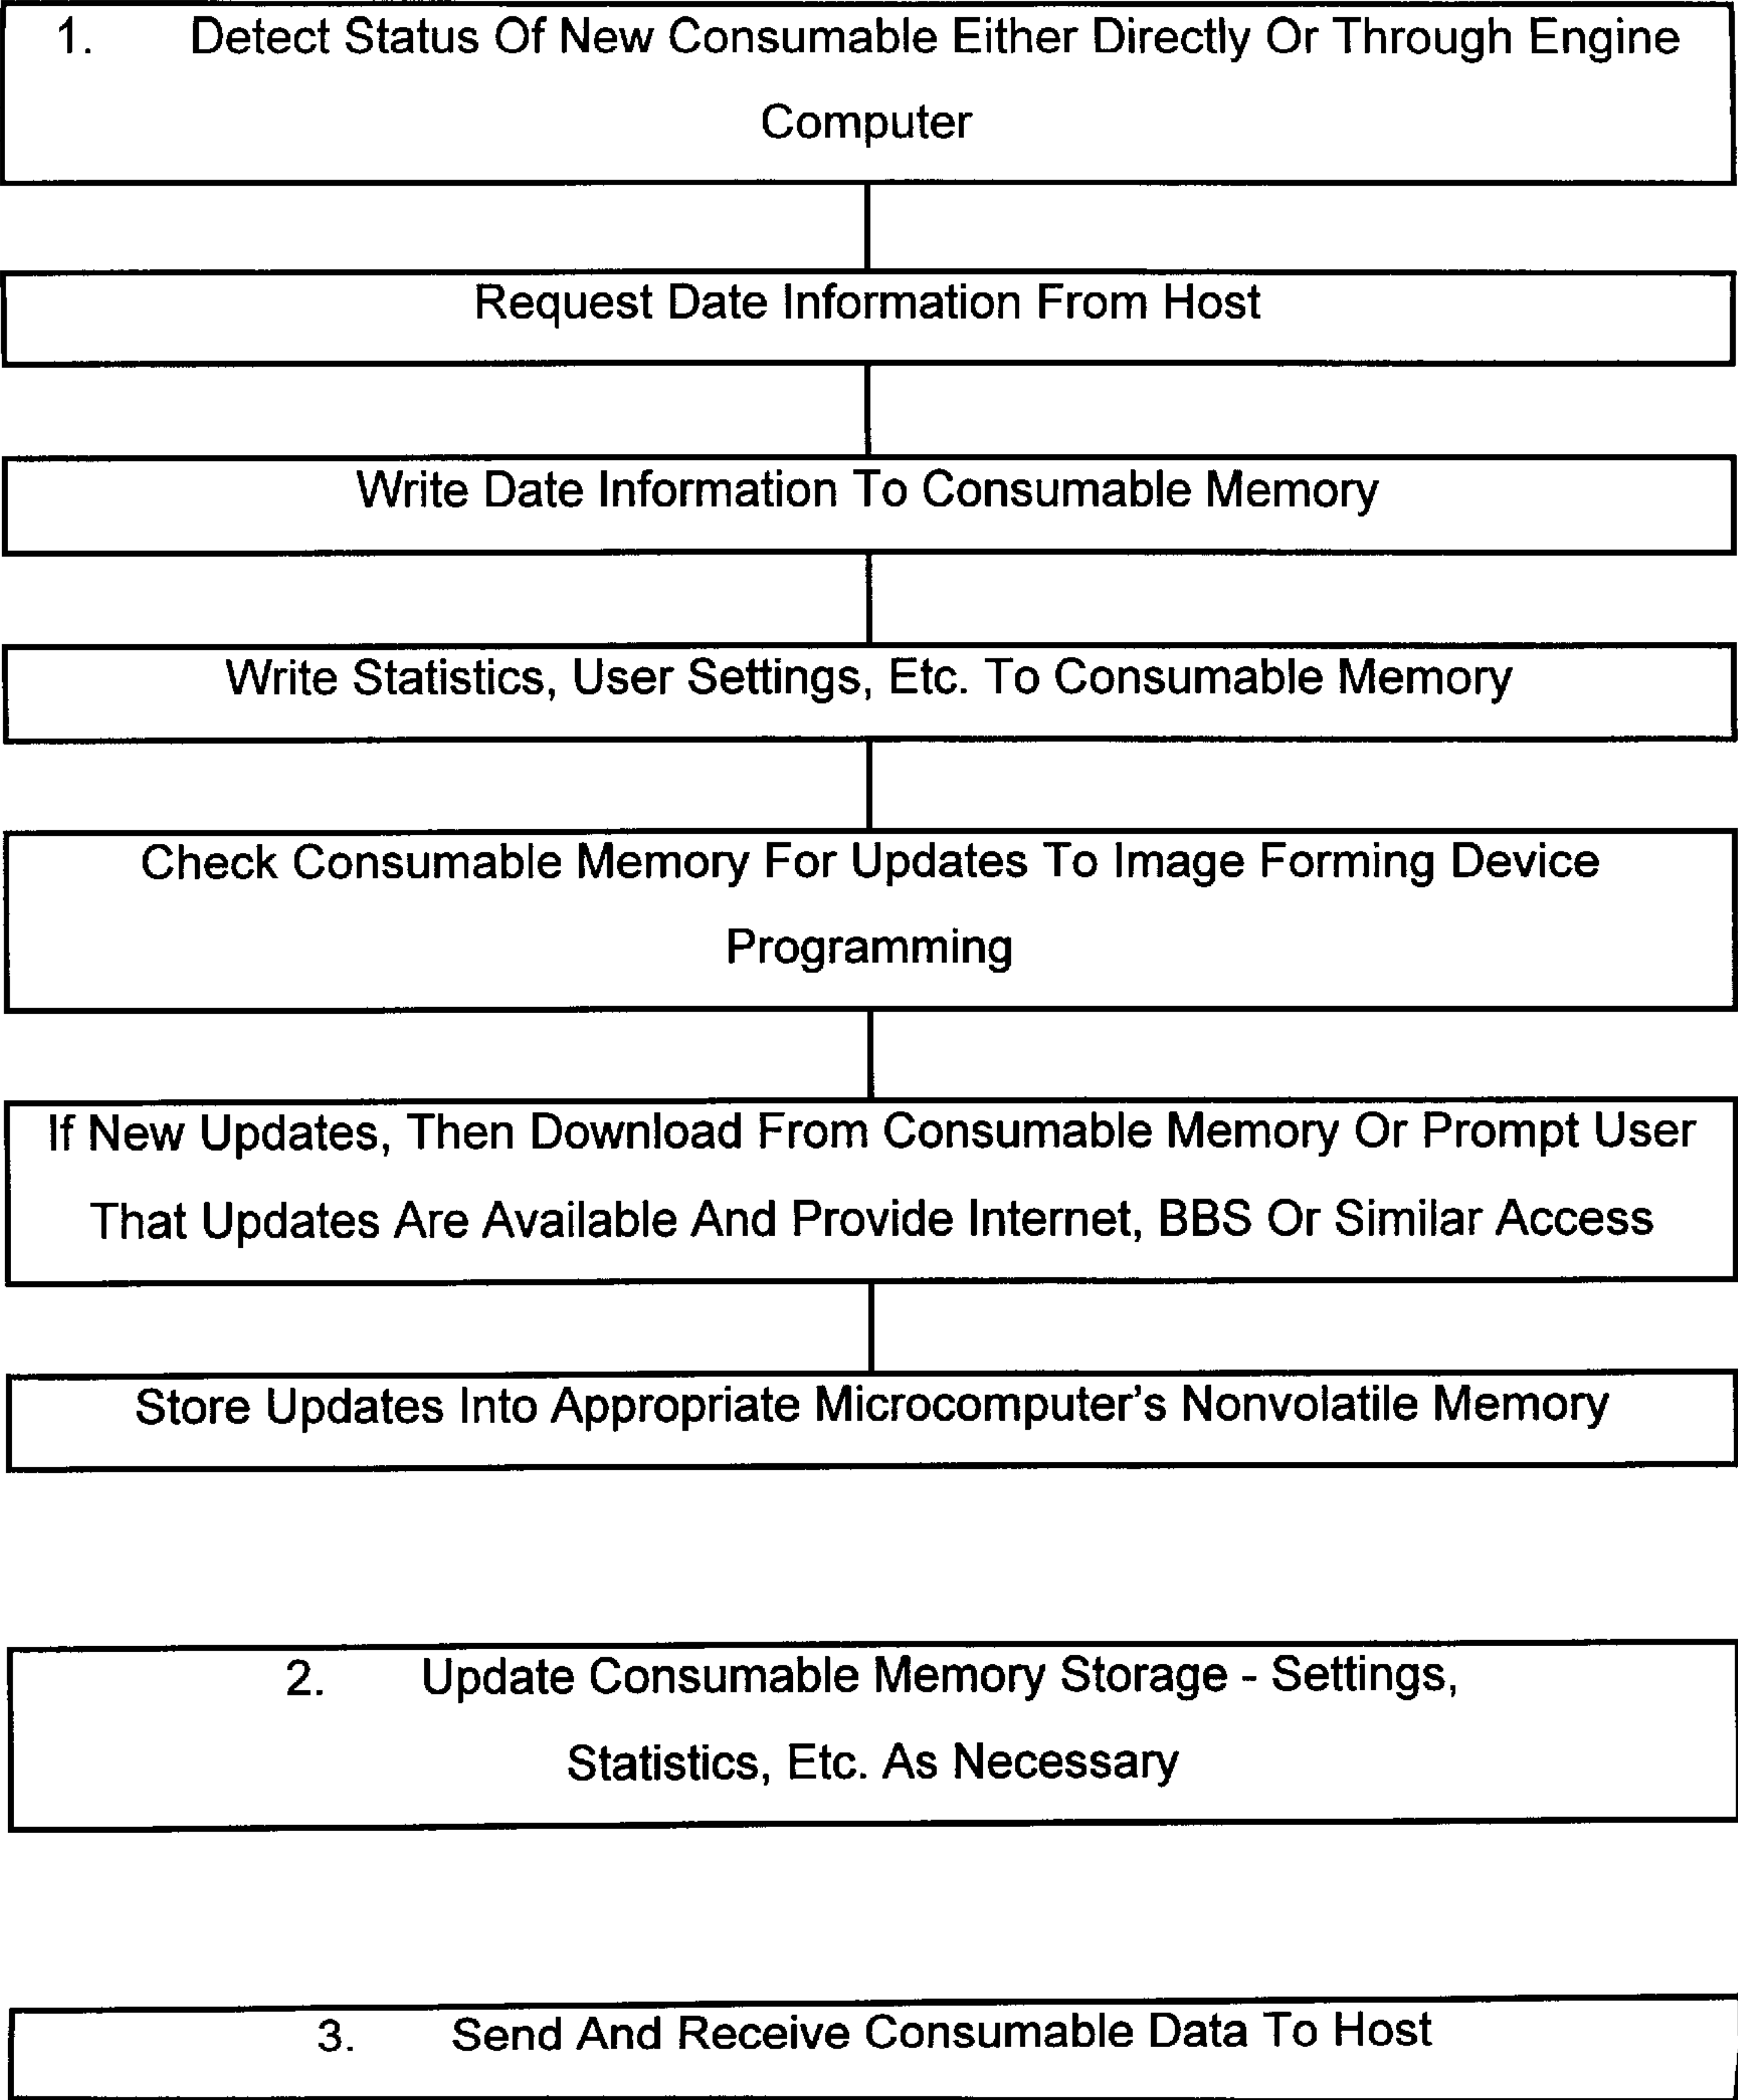 1. Detect Status Of New Consumable Either Directly Or Through Engine
Computer
Request Date Information From Host
Write Date Information To Consumable Memory
Write Statistics, User Settings, Etc. To Consumable Memory
Check Consumable Memory For Updates To Image Forming Device
Programming
If New Updates, Then Download From Consumable Memory Or Prompt User
That Updates Are Available And Provide Internet, BBS Or Similar Access
Store Updates Into Appropriate Microcomputer's Nonvolatile Memory
2. Update Consumable Memory Storage - Settings,
Statistics, Etc. As Necessary
3. Send And Receive Consumable Data To Host